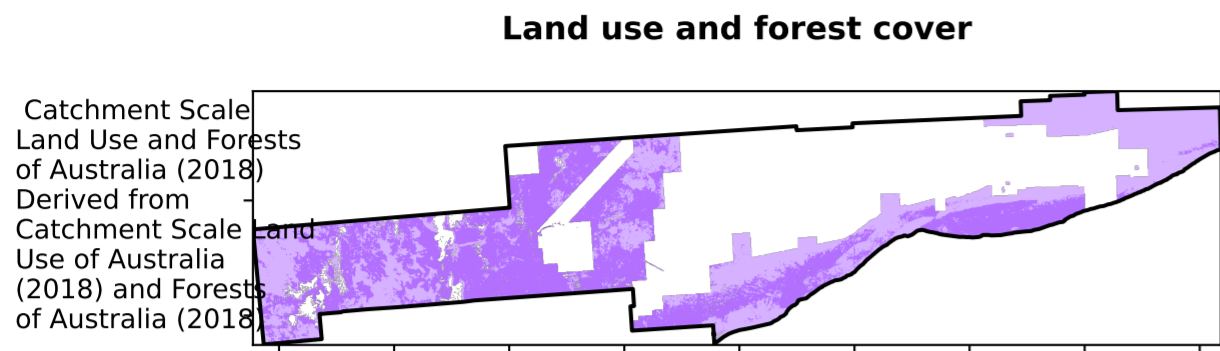 Land use and forest cover
Catchment Scale
Land Use and Forests
of Australia (2018)
Derived from
Catchment Scale Land
Use of Australia
(2018) and Forests
of Australia (2018)